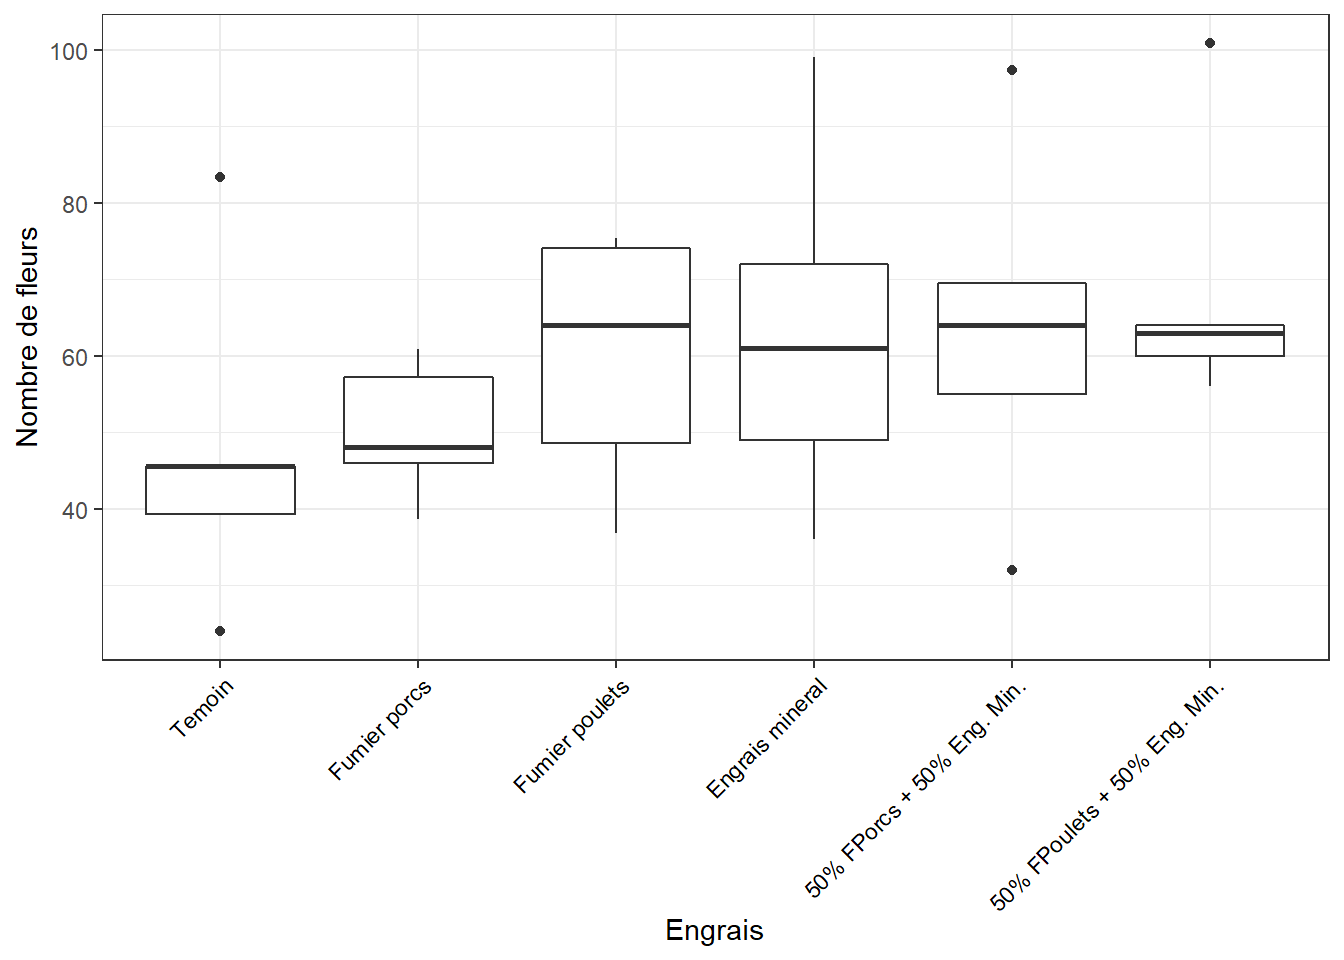 Nombre de fleurs
100
80
60
40
Temoin
Fumier porcs
Fumier poulets
Engrais mineral
50% FPorcs + 50% Eng. Min.
50% FPoulets + 50% Eng. Min.
Engrais